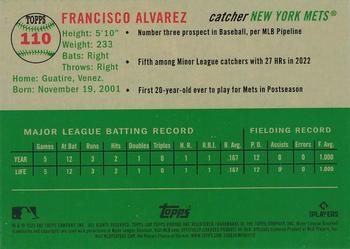 TOPPS
110
FRANCISCO ALVAREZ
catcher NEW YORK METS®
Height: 5'10"
Weight: 233
Bats: Right
Throws: Right
Home: Guatire, Venez.
Born: November 19, 2001
• Number three prospect in Baseball, per MLB Pipeline
• Fifth among Minor League catchers with 27 HRs in 2022
• First 20-year-old ever to play for Mets in Postseason
MAJOR LEAGUE BATTING RECORD FIELDING RECORD
Games At Bat Runs Hits Doubles Triples H. R. R.B.I. B. Avg. P. O. Assists Errors F. Avg.
YEAR 5 12 3 2 1 0 1 1 .167 12 0 0 1.000
LIFE 5 12 3 2 1 0 1 1 .167 12 0 0 1.000
Topps
PLAYERS